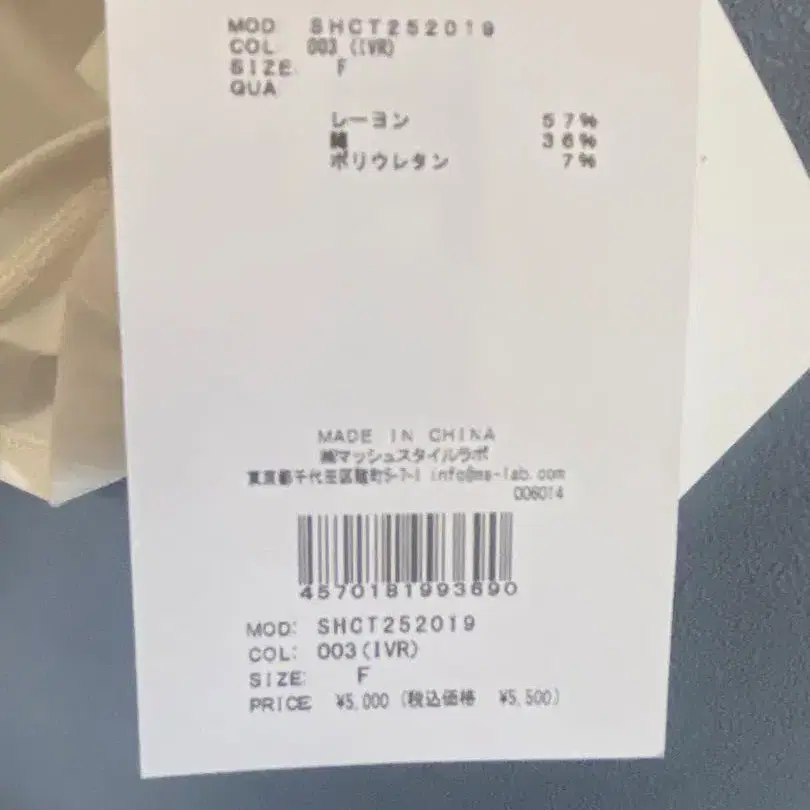 MOD SHCT252019
COL 003 (IVR)
SIZE. F
QUA
レーヨン 57%
綿 36%
ポリウレタン 7%
MADE IN CHINA
㈱マッシュスタイルラボ
東京都千代田区麹町5-7-1 info@ms-lab.com
006014
4570181993690
MOD: SHCT252019
COL: 003(IVR)
SIZE: F
PRICE ¥5,000 (税込価格 ¥5,500)